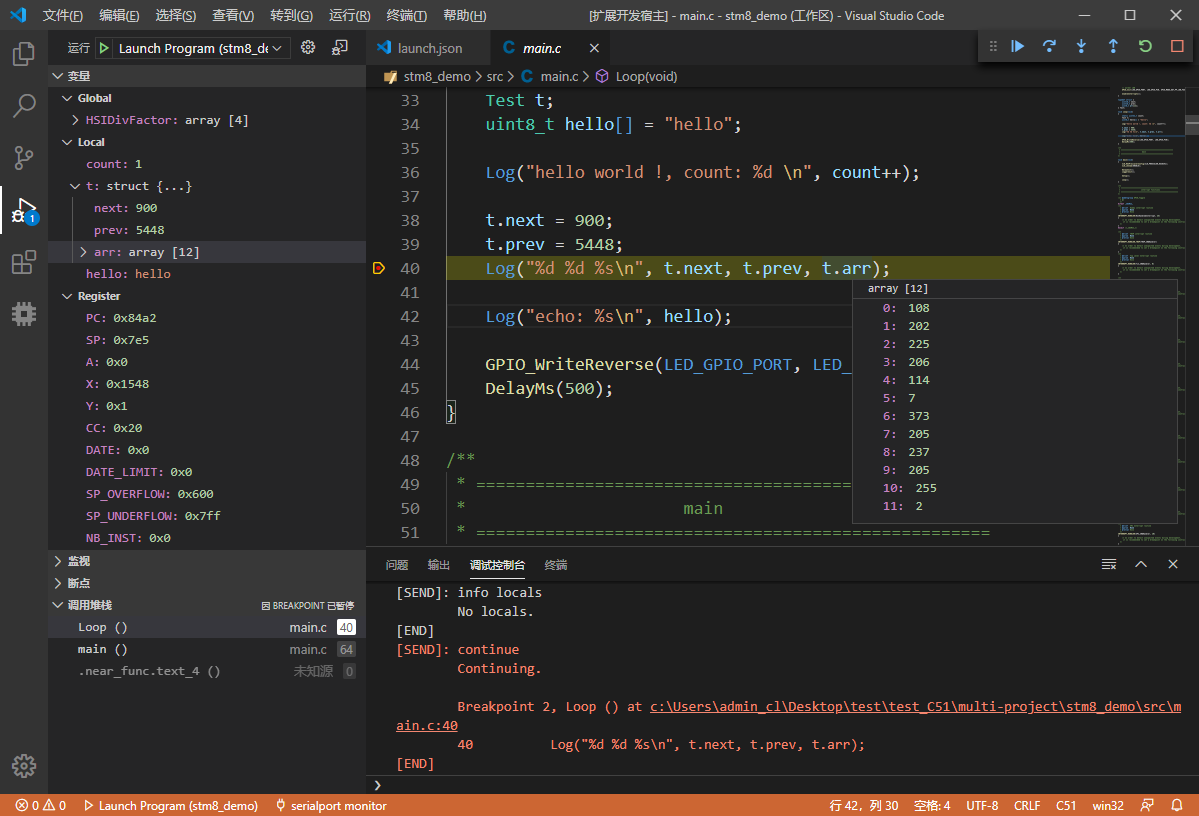 文件(F) 编辑(E) 选择(S) 查看(V) 转到(G) 运行(R) 终端(T) 帮助(H) [扩展开发宿主] - main.c - stm8_demo (工作区) - Visual Studio Code
运行 Launch Program (stm8_de
变量
Global
HSIDivFactor: array [4]
Local
count: 1
t: struct {...}
next: 900
prev: 5448
arr: array [12]
hello: hello
Register
PC: 0x84a2
SP: 0x7e5
A: 0x0
X: 0x1548
Y: 0x1
CC: 0x20
DATE: 0x0
DATE_LIMIT: 0x0
SP_OVERFLOW: 0x600
SP_UNDERFLOW: 0x7ff
NB_INST: 0x0
监视
断点
调用堆栈 因 BREAKPOINT 已暂停
Loop () main.c 40
main () main.c 64
.near_func.text_4 () 未知源 0
1
launch.json main.c
stm8_demo > src > C main.c > Loop(void)
33 Test t;
34 uint8_t hello[] = "hello";
35
36 Log("hello world !, count: %d \n", count++);
37
38 t.next = 900;
39 t.prev = 5448;
40 Log("%d %d %s\n", t.next, t.prev, t.arr);
41
42 Log("echo: %s\n", hello);
43
44 GPIO_WriteReverse(LED_GPIO_PORT, LED_
45 DelayMs(500);
46 }
47
48 /**
49 * ======================================
50 * main
51 * ====================================================
array [12]
0: 108
1: 202
2: 225
3: 206
4: 114
5: 7
6: 373
7: 205
8: 237
9: 205
10: 255
11: 2
问题 输出 调试控制台 终端
[SEND]: info locals
No locals.
[END]
[SEND]: continue
Continuing.
Breakpoint 2, Loop () at c:\Users\admin_cl\Desktop\test\test_C51\multi-project\stm8_demo\src\m
ain.c:40
40 Log("%d %d %s\n", t.next, t.prev, t.arr);
[END]
0 0 Launch Program (stm8_demo) serialport monitor 行 42，列 30 空格: 4 UTF-8 CRLF C51 win32